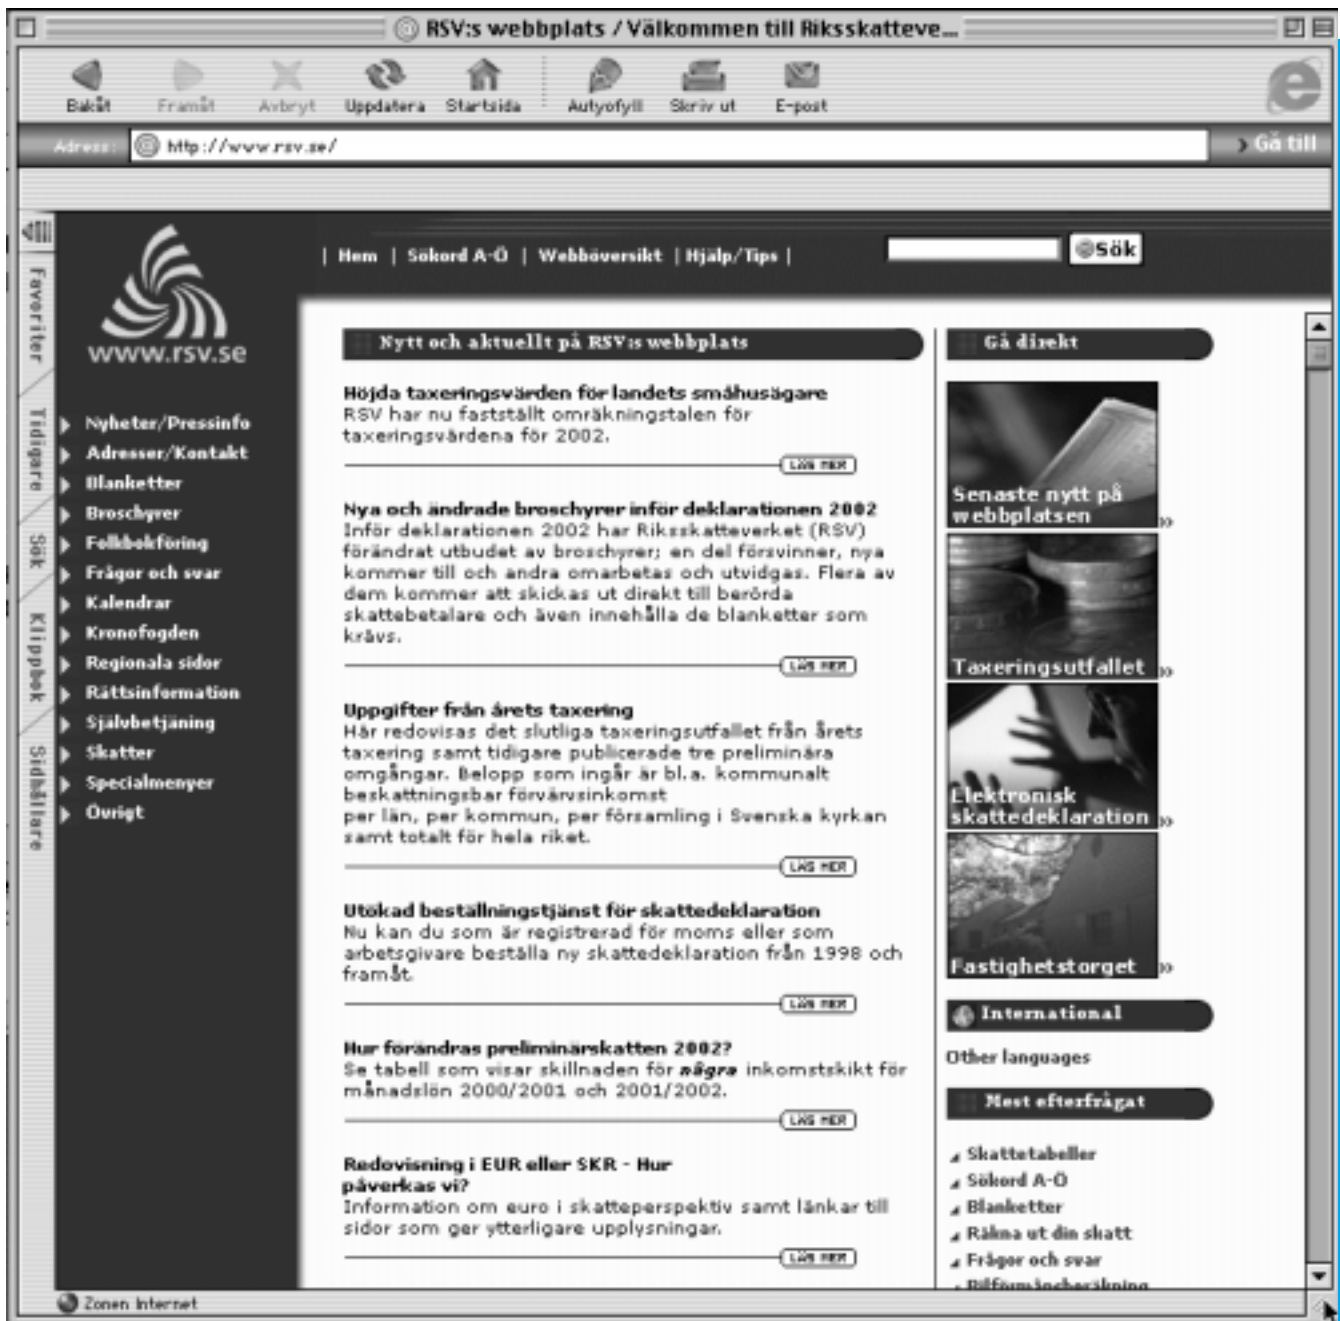 RSV:s webbplats / Välkommen till Riksskatteve...
Bakåt Framåt Avbryt Uppdatera Startsida Autyofyll Skriv ut E-post
Adress: http://www.rsv.se/ Gå till
Favoriter
Tidigare
Sök
Klippbok
Sidhållare
www.rsv.se
| Hem | Sökord A-Ö | Webböversikt | Hjälp/Tips |
Sök
Nyheter/Pressinfo
Adresser/Kontakt
Blanketter
Broschyrer
Folkbokföring
Frågor och svar
Kalendrar
Kronofogden
Regionala sidor
Rättsinformation
Självbetjäning
Skatter
Specialmenyer
Övrigt
Nytt och aktuellt på RSV:s webbplats
Höjda taxeringsvärden för landets småhusägare
RSV har nu fastställt omräkningstalen för
taxeringsvärdena för 2002.
LÄS MER
Nya och ändrade broschyrer inför deklarationen 2002
Inför deklarationen 2002 har Riksskatteverket (RSV)
förändrat utbudet av broschyrer; en del försvinner, nya
kommer till och andra omarbetas och utvidgas. Flera av
dem kommer att skickas ut direkt till berörda
skattebetalare och även innehålla de blanketter som
krävs.
LÄS MER
Uppgifter från årets taxering
Här redovisas det slutliga taxeringsutfallet från årets
taxering samt tidigare publicerade tre preliminära
omgångar. Belopp som ingår är bl.a. kommunalt
beskattningsbar förvärvsinkomst
per län, per kommun, per församling i Svenska kyrkan
samt totalt för hela riket.
LÄS MER
Utökad beställningstjänst för skattedeklaration
Nu kan du som är registrerad för moms eller som
arbetsgivare beställa ny skattedeklaration från 1998 och
framåt.
LÄS MER
Hur förändras preliminärskatten 2002?
Se tabell som visar skillnaden för några inkomstskikt för
månadslön 2000/2001 och 2001/2002.
LÄS MER
Redovisning i EUR eller SKR - Hur
påverkas vi?
Information om euro i skatteperspektiv samt länkar till
sidor som ger ytterligare upplysningar.
LÄS MER
Gå direkt
Senaste nytt på
webbplatsen »
Taxeringsutfallet »
Elektronisk
skattedeklaration »
Fastighetstorget »
International
Other languages
Mest efterfrågat
Skattetabeller
Sökord A-Ö
Blanketter
Räkna ut din skatt
Frågor och svar
Bilförmånsberäkning
Zonen Internet